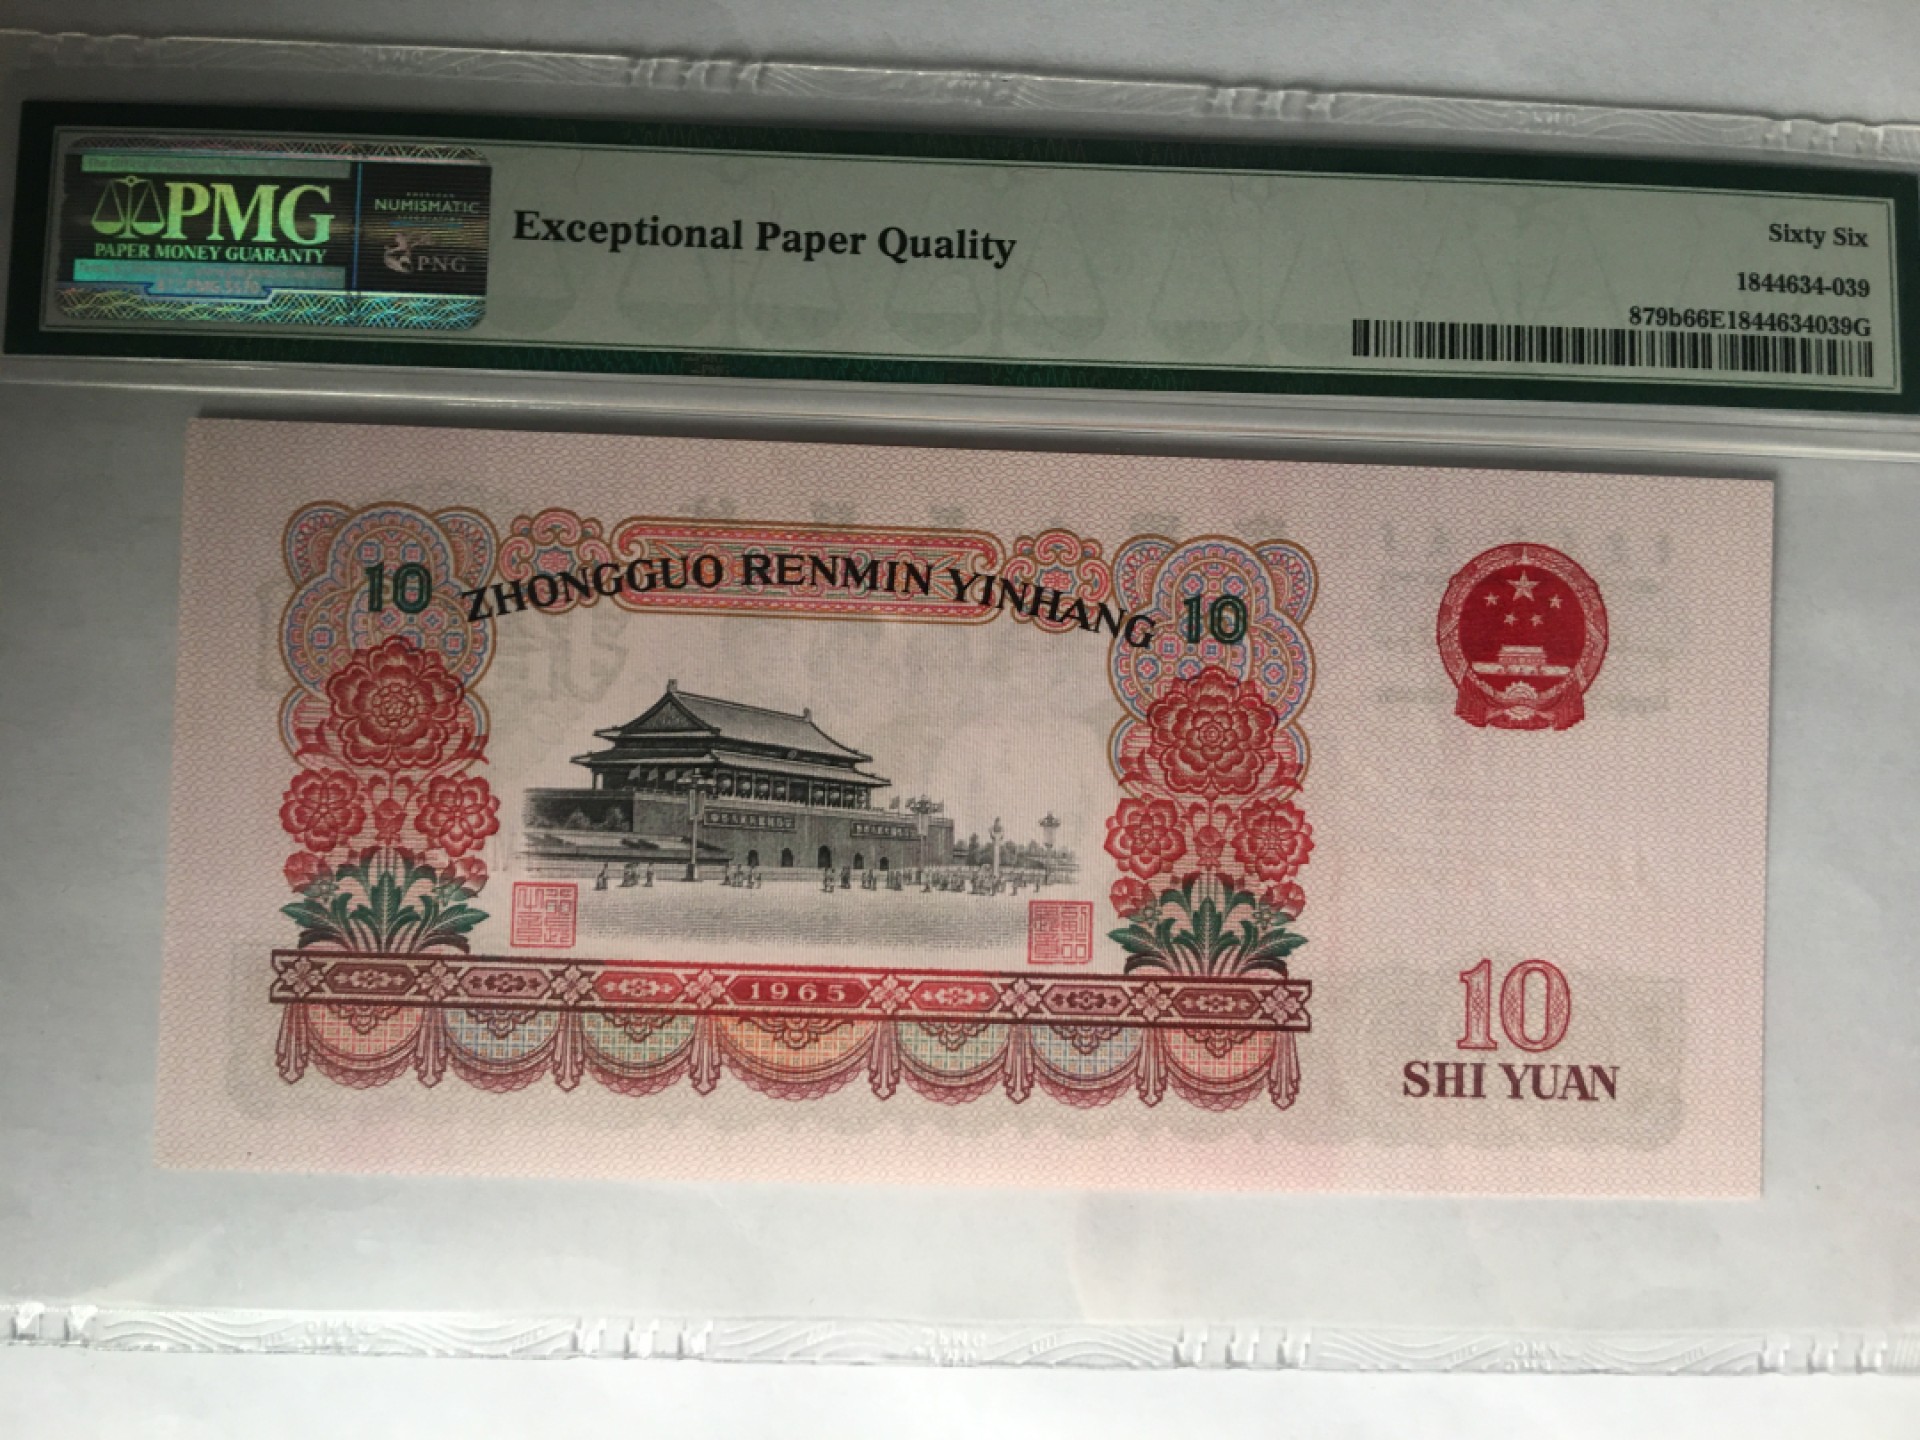 PMG
PAPER MONEY GUARANTY
NUMISMATIC
PNG
Exceptional Paper Quality
Sixty Six
1844634-039
879b66E1844634039G
10 ZHONGGUO RENMIN YINHANG 10
1965
10
SHI YUAN